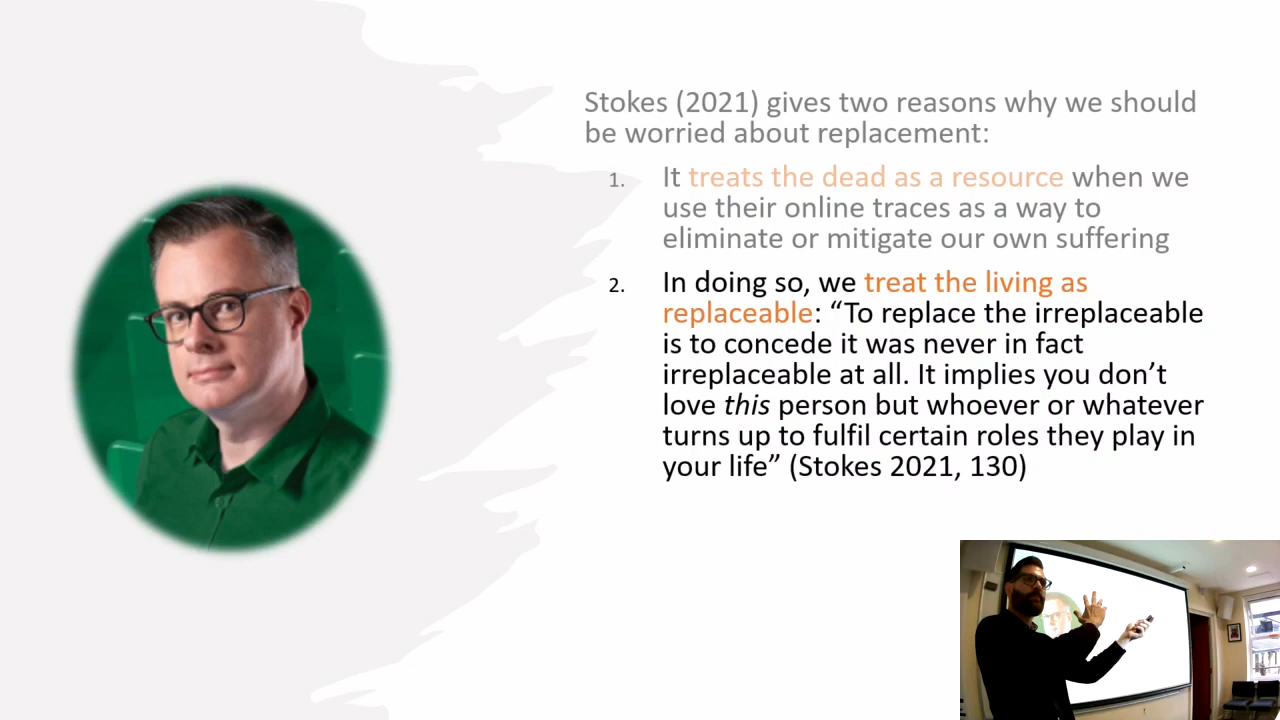 Stokes (2021) gives two reasons why we should
be worried about replacement:
1. It treats the dead as a resource when we
use their online traces as a way to
eliminate or mitigate our own suffering
2. In doing so, we treat the living as
replaceable: “To replace the irreplaceable
is to concede it was never in fact
irreplaceable at all. It implies you don’t
love this person but whoever or whatever
turns up to fulfil certain roles they play in
your life” (Stokes 2021, 130)